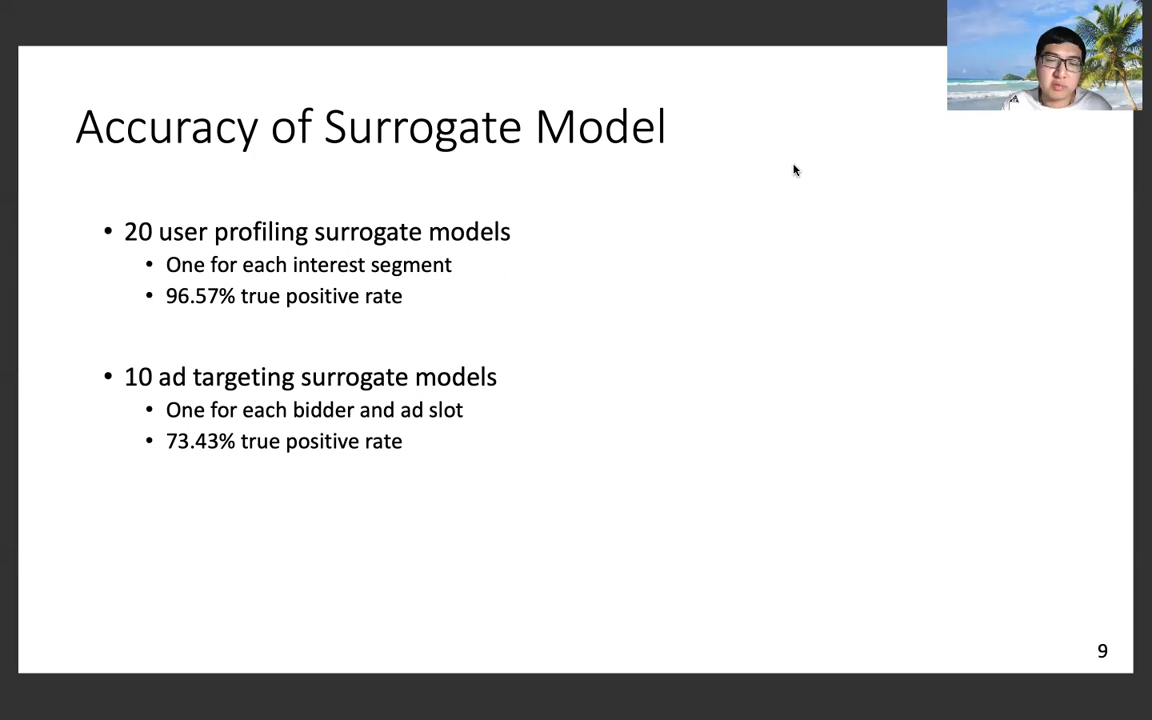 Accuracy of Surrogate Model
• 20 user profiling surrogate models
• One for each interest segment
• 96.57% true positive rate
• 10 ad targeting surrogate models
• One for each bidder and ad slot
• 73.43% true positive rate
9